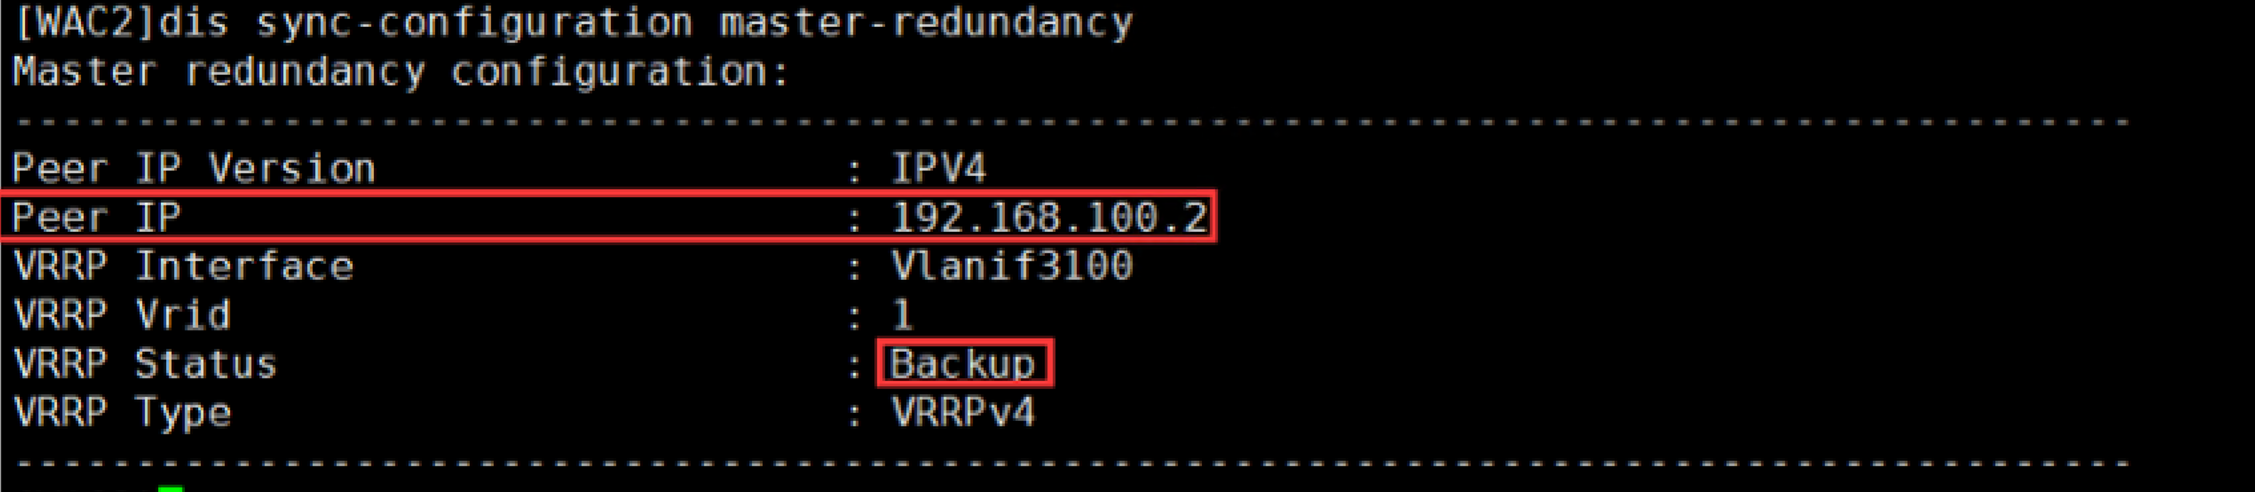 [WAC2]dis sync-configuration master-redundancy
Master redundancy configuration:
--------------------------------------------------------------------------------
Peer IP Version : IPV4
Peer IP : 192.168.100.2
VRRP Interface : Vlanif3100
VRRP Vrid : 1
VRRP Status : Backup
VRRP Type : VRRPv4
--------------------------------------------------------------------------------